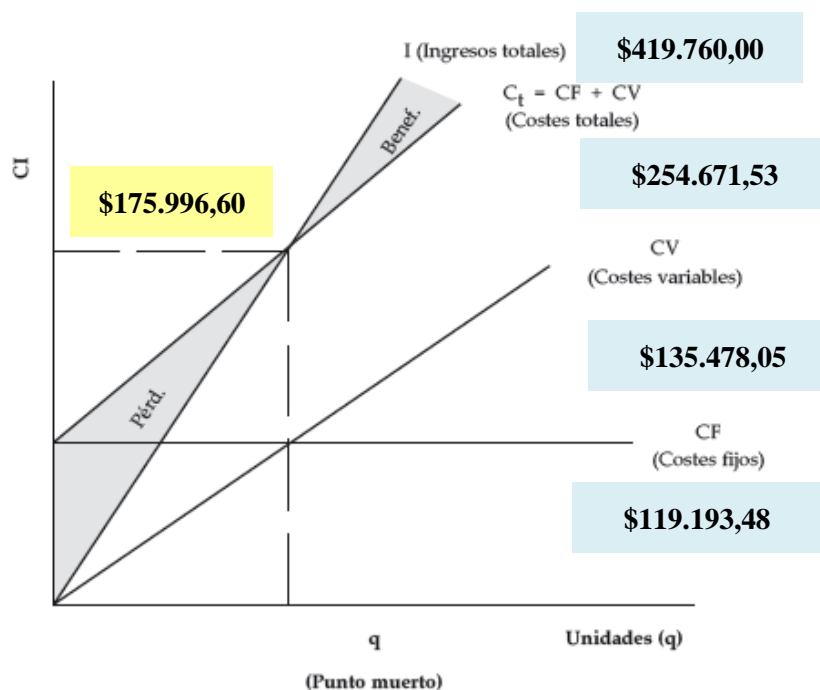 I (Ingresos totales)
$419.760,00
Ct = CF + CV
(Costes totales)
Benef.
CI
$175.996,60
$254.671,53
CV
(Costes variables)
$135.478,05
Pérd.
CF
(Costes fijos)
$119.193,48
q
Unidades (q)
(Punto muerto)